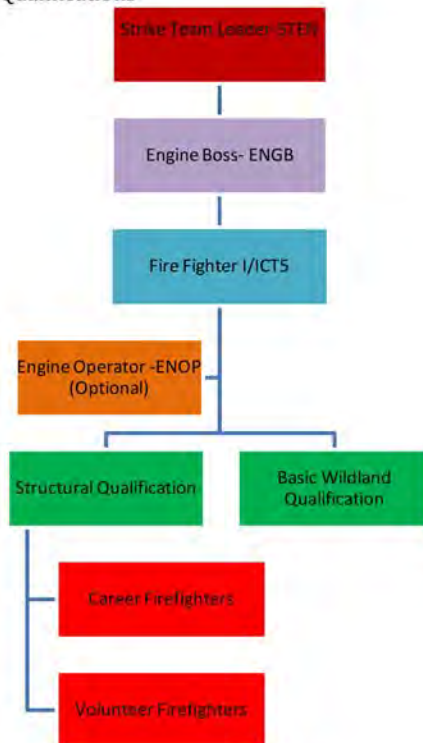 Qualifications
Strike Team Leader-STEN
Engine Boss- ENGB
Fire Fighter I/ICT5
Engine Operator -ENOP
(Optional)
Structural Qualification
Basic Wildland
Qualification
Career Firefighters
Volunteer Firefighters